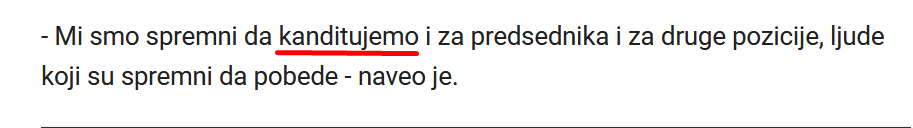 - Mi smo spremni da kanditujemo i za predsednika i za druge pozicije, ljude
koji su spremni da pobede - naveo je.